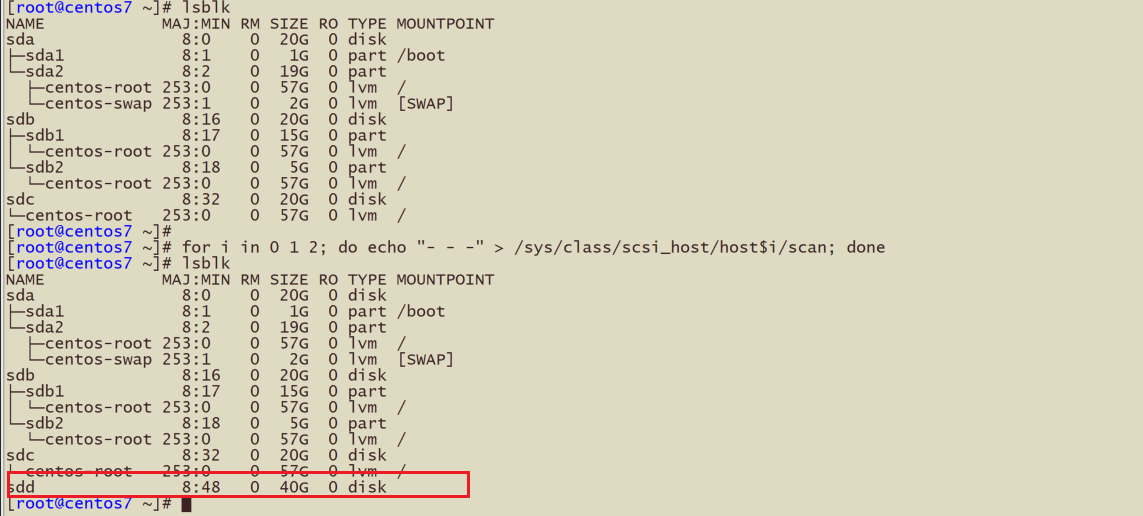 [root@centos7 ~]# lsblk
NAME            MAJ:MIN RM SIZE RO TYPE MOUNTPOINT
sda               8:0    0  20G  0 disk
├─sda1            8:1    0   1G  0 part /boot
└─sda2            8:2    0  19G  0 part
  ├─centos-root 253:0    0  57G  0 lvm  /
  └─centos-swap 253:1    0   2G  0 lvm  [SWAP]
sdb               8:16   0  20G  0 disk
├─sdb1            8:17   0  15G  0 part
│ └─centos-root 253:0    0  57G  0 lvm  /
└─sdb2            8:18   0   5G  0 part
  └─centos-root 253:0    0  57G  0 lvm  /
sdc               8:32   0  20G  0 disk
└─centos-root   253:0    0  57G  0 lvm  /
[root@centos7 ~]#
[root@centos7 ~]# for i in 0 1 2; do echo "- - -" > /sys/class/scsi_host/host$i/scan; done
[root@centos7 ~]# lsblk
NAME            MAJ:MIN RM SIZE RO TYPE MOUNTPOINT
sda               8:0    0  20G  0 disk
├─sda1            8:1    0   1G  0 part /boot
└─sda2            8:2    0  19G  0 part
  ├─centos-root 253:0    0  57G  0 lvm  /
  └─centos-swap 253:1    0   2G  0 lvm  [SWAP]
sdb               8:16   0  20G  0 disk
├─sdb1            8:17   0  15G  0 part
│ └─centos-root 253:0    0  57G  0 lvm  /
└─sdb2            8:18   0   5G  0 part
  └─centos-root 253:0    0  57G  0 lvm  /
sdc               8:32   0  20G  0 disk
└─centos-root   253:0    0  57G  0 lvm  /
sdd               8:48   0  40G  0 disk
[root@centos7 ~]#